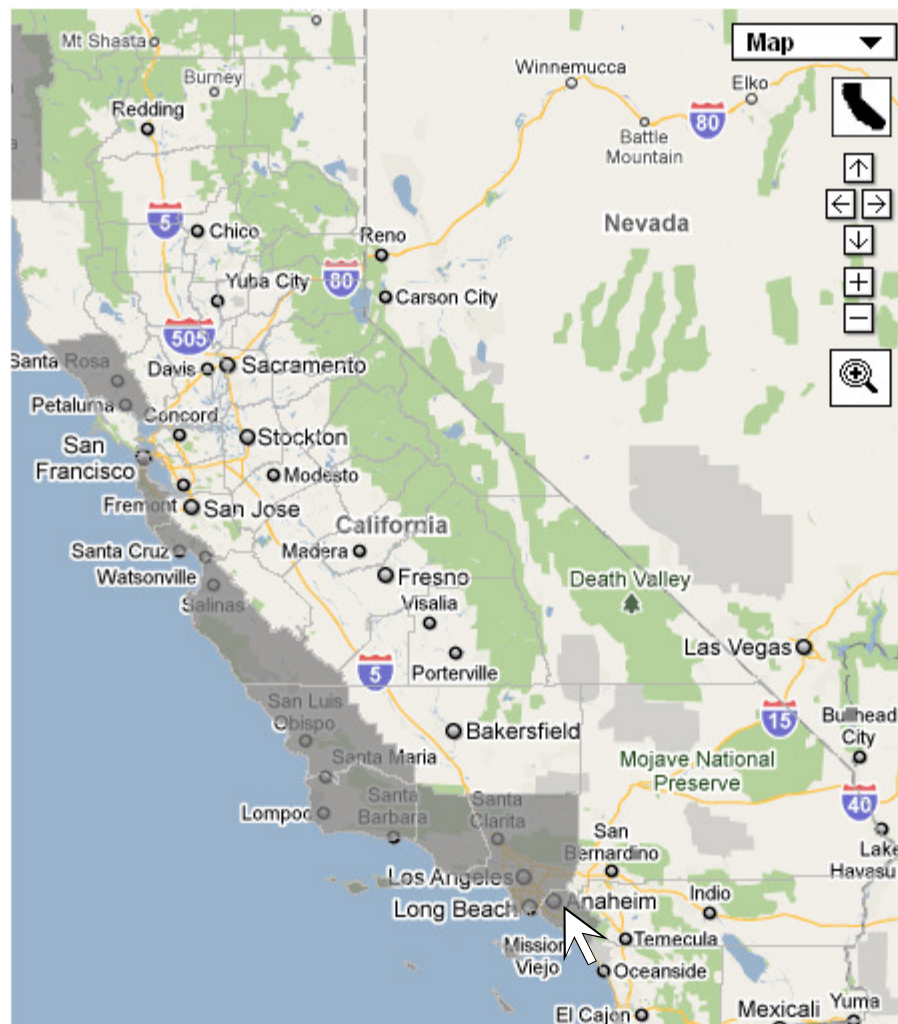 Map
Mt Shasta
Burney
Winnemucca
Elko
Redding
80
Battle
Mountain
5
Chico
Nevada
Reno
Yuba City
80
Carson City
505
Santa Rosa
Davis
Sacramento
Petaluma
Concord
San
Francisco
Stockton
Modesto
Fremont
San Jose
California
Santa Cruz
Madera
Watsonville
Fresno
Death Valley
Salinas
Visalia
Las Vegas
5
Porterville
San Luis
Obispo
15
Bullhead
City
Bakersfield
Santa Maria
Mojave National
Preserve
Lompoc
Santa
Barbara
Santa
Clarita
40
San
Bernardino
Lake
Havasu
Los Angeles
Indio
Long Beach
Anaheim
Mission
Viejo
Temecula
Oceanside
El Cajon
Mexicali
Yuma